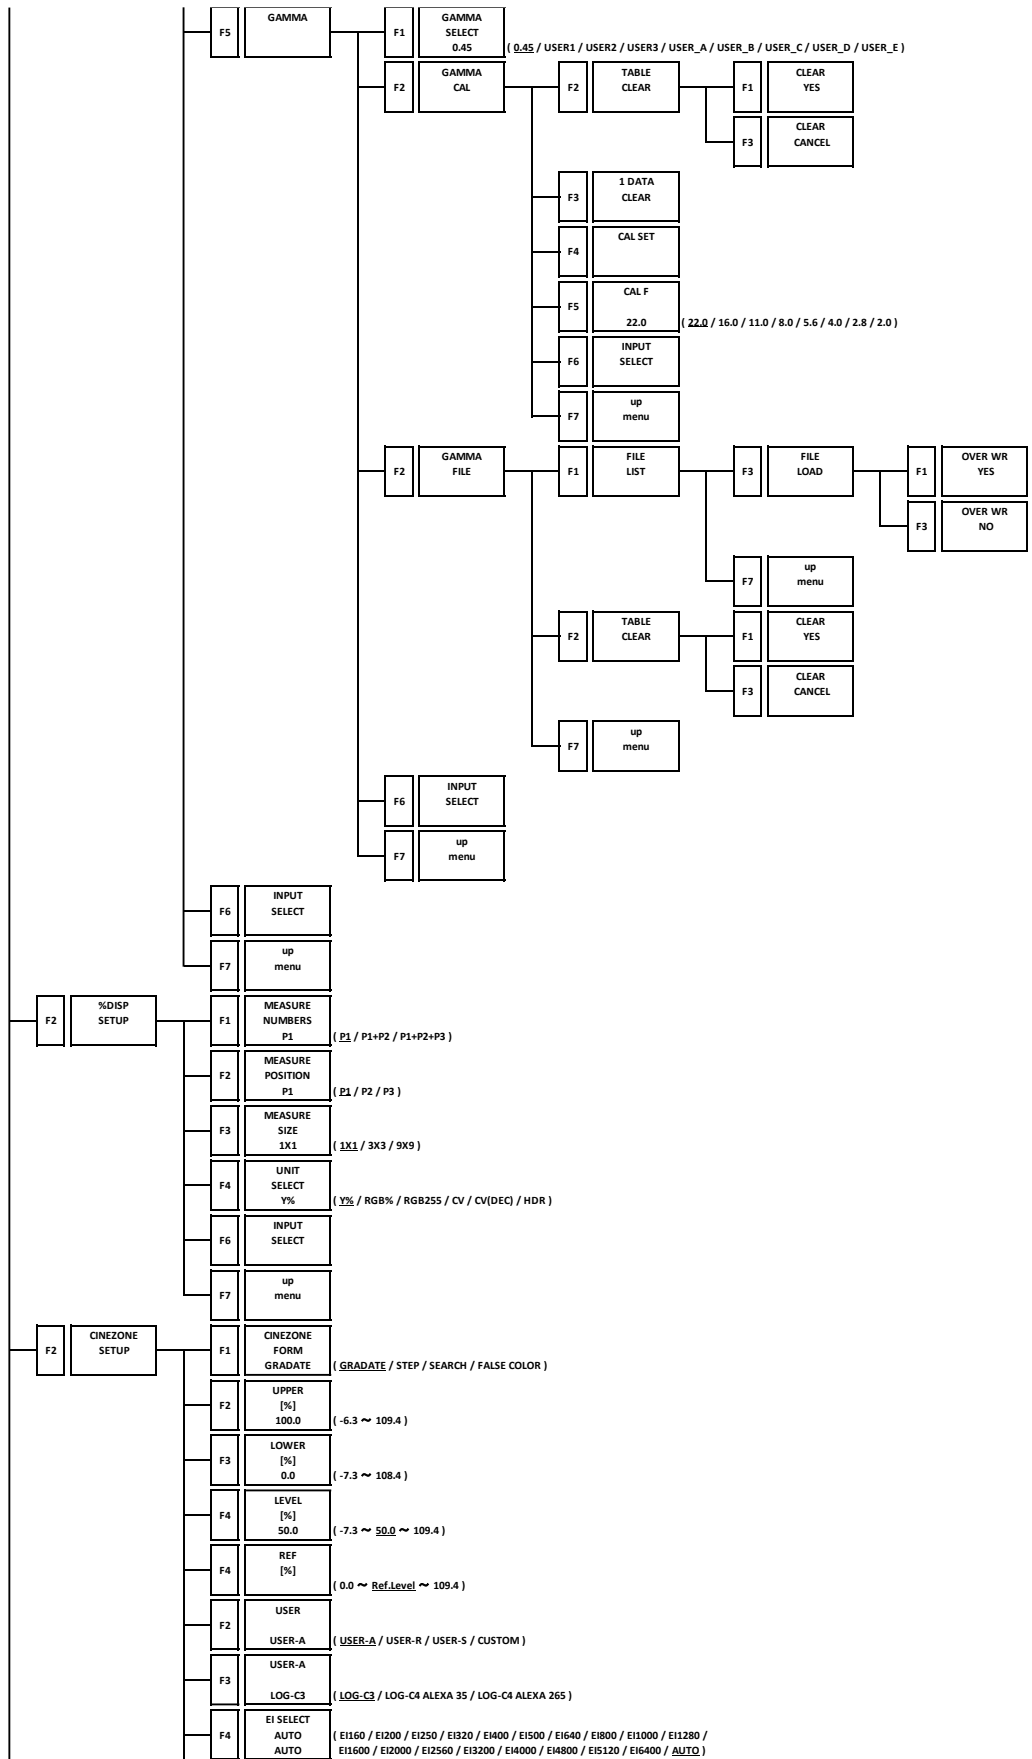 F5
GAMMA
F1
GAMMA
SELECT
0.45
( 0.45 / USER1 / USER2 / USER3 / USER_A / USER_B / USER_C / USER_D / USER_E )
F2
GAMMA
CAL
F2
TABLE
CLEAR
F1
CLEAR
YES
F3
CLEAR
CANCEL
F3
1 DATA
CLEAR
F4
CAL SET
F5
CAL F
22.0
( 22.0 / 16.0 / 11.0 / 8.0 / 5.6 / 4.0 / 2.8 / 2.0 )
F6
INPUT
SELECT
F7
up
menu
F2
GAMMA
FILE
F1
FILE
LIST
F3
FILE
LOAD
F1
OVER WR
YES
F3
OVER WR
NO
F7
up
menu
F2
TABLE
CLEAR
F1
CLEAR
YES
F3
CLEAR
CANCEL
F7
up
menu
F6
INPUT
SELECT
F7
up
menu
F6
INPUT
SELECT
F7
up
menu
F2
%DISP
SETUP
F1
MEASURE
NUMBERS
P1
( P1 / P1+P2 / P1+P2+P3 )
F2
MEASURE
POSITION
P1
( P1 / P2 / P3 )
F3
MEASURE
SIZE
1X1
( 1X1 / 3X3 / 9X9 )
F4
UNIT
SELECT
Y%
( Y% / RGB% / RGB255 / CV / CV(DEC) / HDR )
F6
INPUT
SELECT
F7
up
menu
F2
CINEZONE
SETUP
F1
CINEZONE
FORM
GRADATE
( GRADATE / STEP / SEARCH / FALSE COLOR )
F2
UPPER
[%]
100.0
( -6.3 ～ 109.4 )
F3
LOWER
[%]
0.0
( -7.3 ～ 108.4 )
F4
LEVEL
[%]
50.0
( -7.3 ～ 50.0 ～ 109.4 )
F4
REF
[%]
( 0.0 ～ Ref.Level ～ 109.4 )
F2
USER
USER-A
( USER-A / USER-R / USER-S / CUSTOM )
F3
USER-A
LOG-C3
( LOG-C3 / LOG-C4 ALEXA 35 / LOG-C4 ALEXA 265 )
F4
EI SELECT
AUTO
AUTO
( EI160 / EI200 / EI250 / EI320 / EI400 / EI500 / EI640 / EI800 / EI1000 / EI1280 /
EI1600 / EI2000 / EI2560 / EI3200 / EI4000 / EI4800 / EI5120 / EI6400 / AUTO )